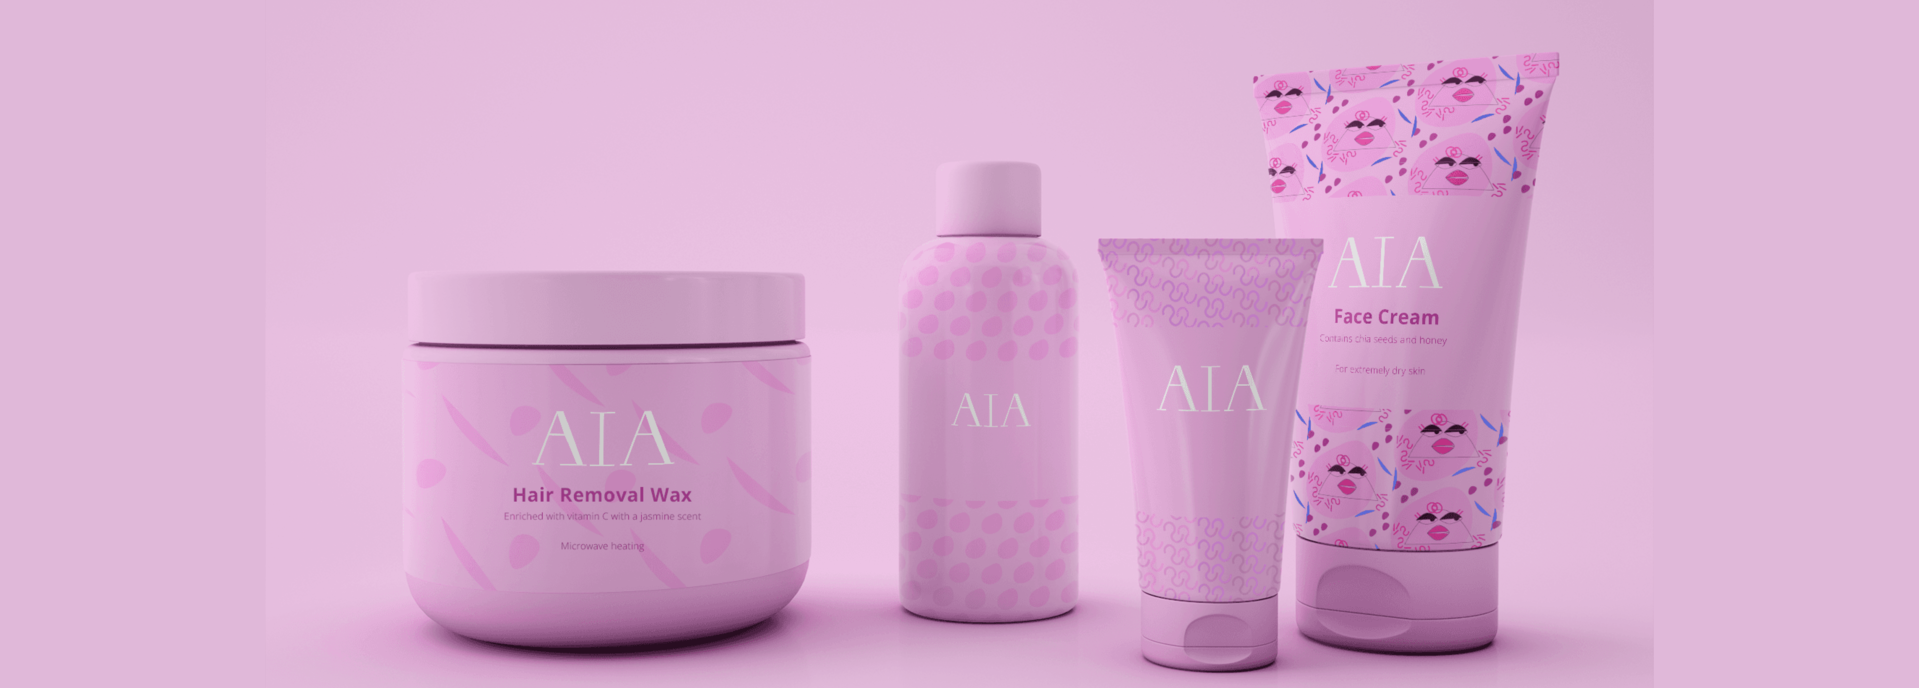 AIA
Hair Removal Wax
Enriched with vitamin C with a jasmine scent
Microwave heating
AIA
AIA
AIA
Face Cream
Contains chia seeds and honey
For extremely dry skin